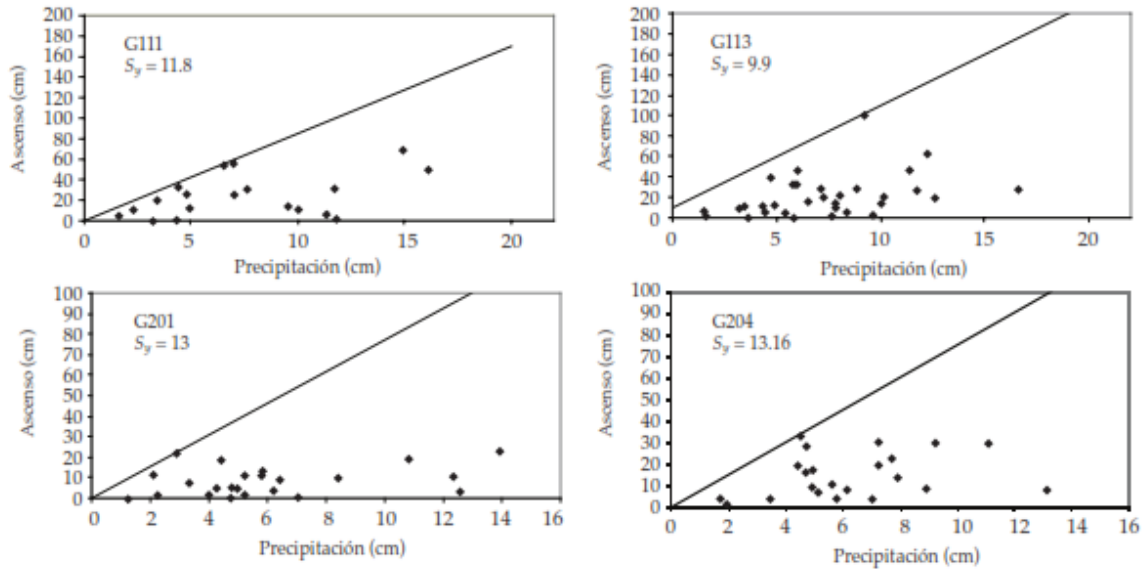 200
180
160
140
120
100
80
60
40
20
0
Ascenso (cm)
G111
Sy = 11.8
0 5 10 15 20
Precipitación (cm)
200
180
160
140
120
100
80
60
40
20
0
Ascenso (cm)
G113
Sy = 9.9
0 5 10 15 20
Precipitación (cm)
100
90
80
70
60
50
40
30
20
10
0
Ascenso (cm)
G201
Sy = 13
0 2 4 6 8 10 12 14 16
Precipitación (cm)
100
90
80
70
60
50
40
30
20
10
0
Ascenso (cm)
G204
Sy = 13.16
0 2 4 6 8 10 12 14 16
Precipitación (cm)